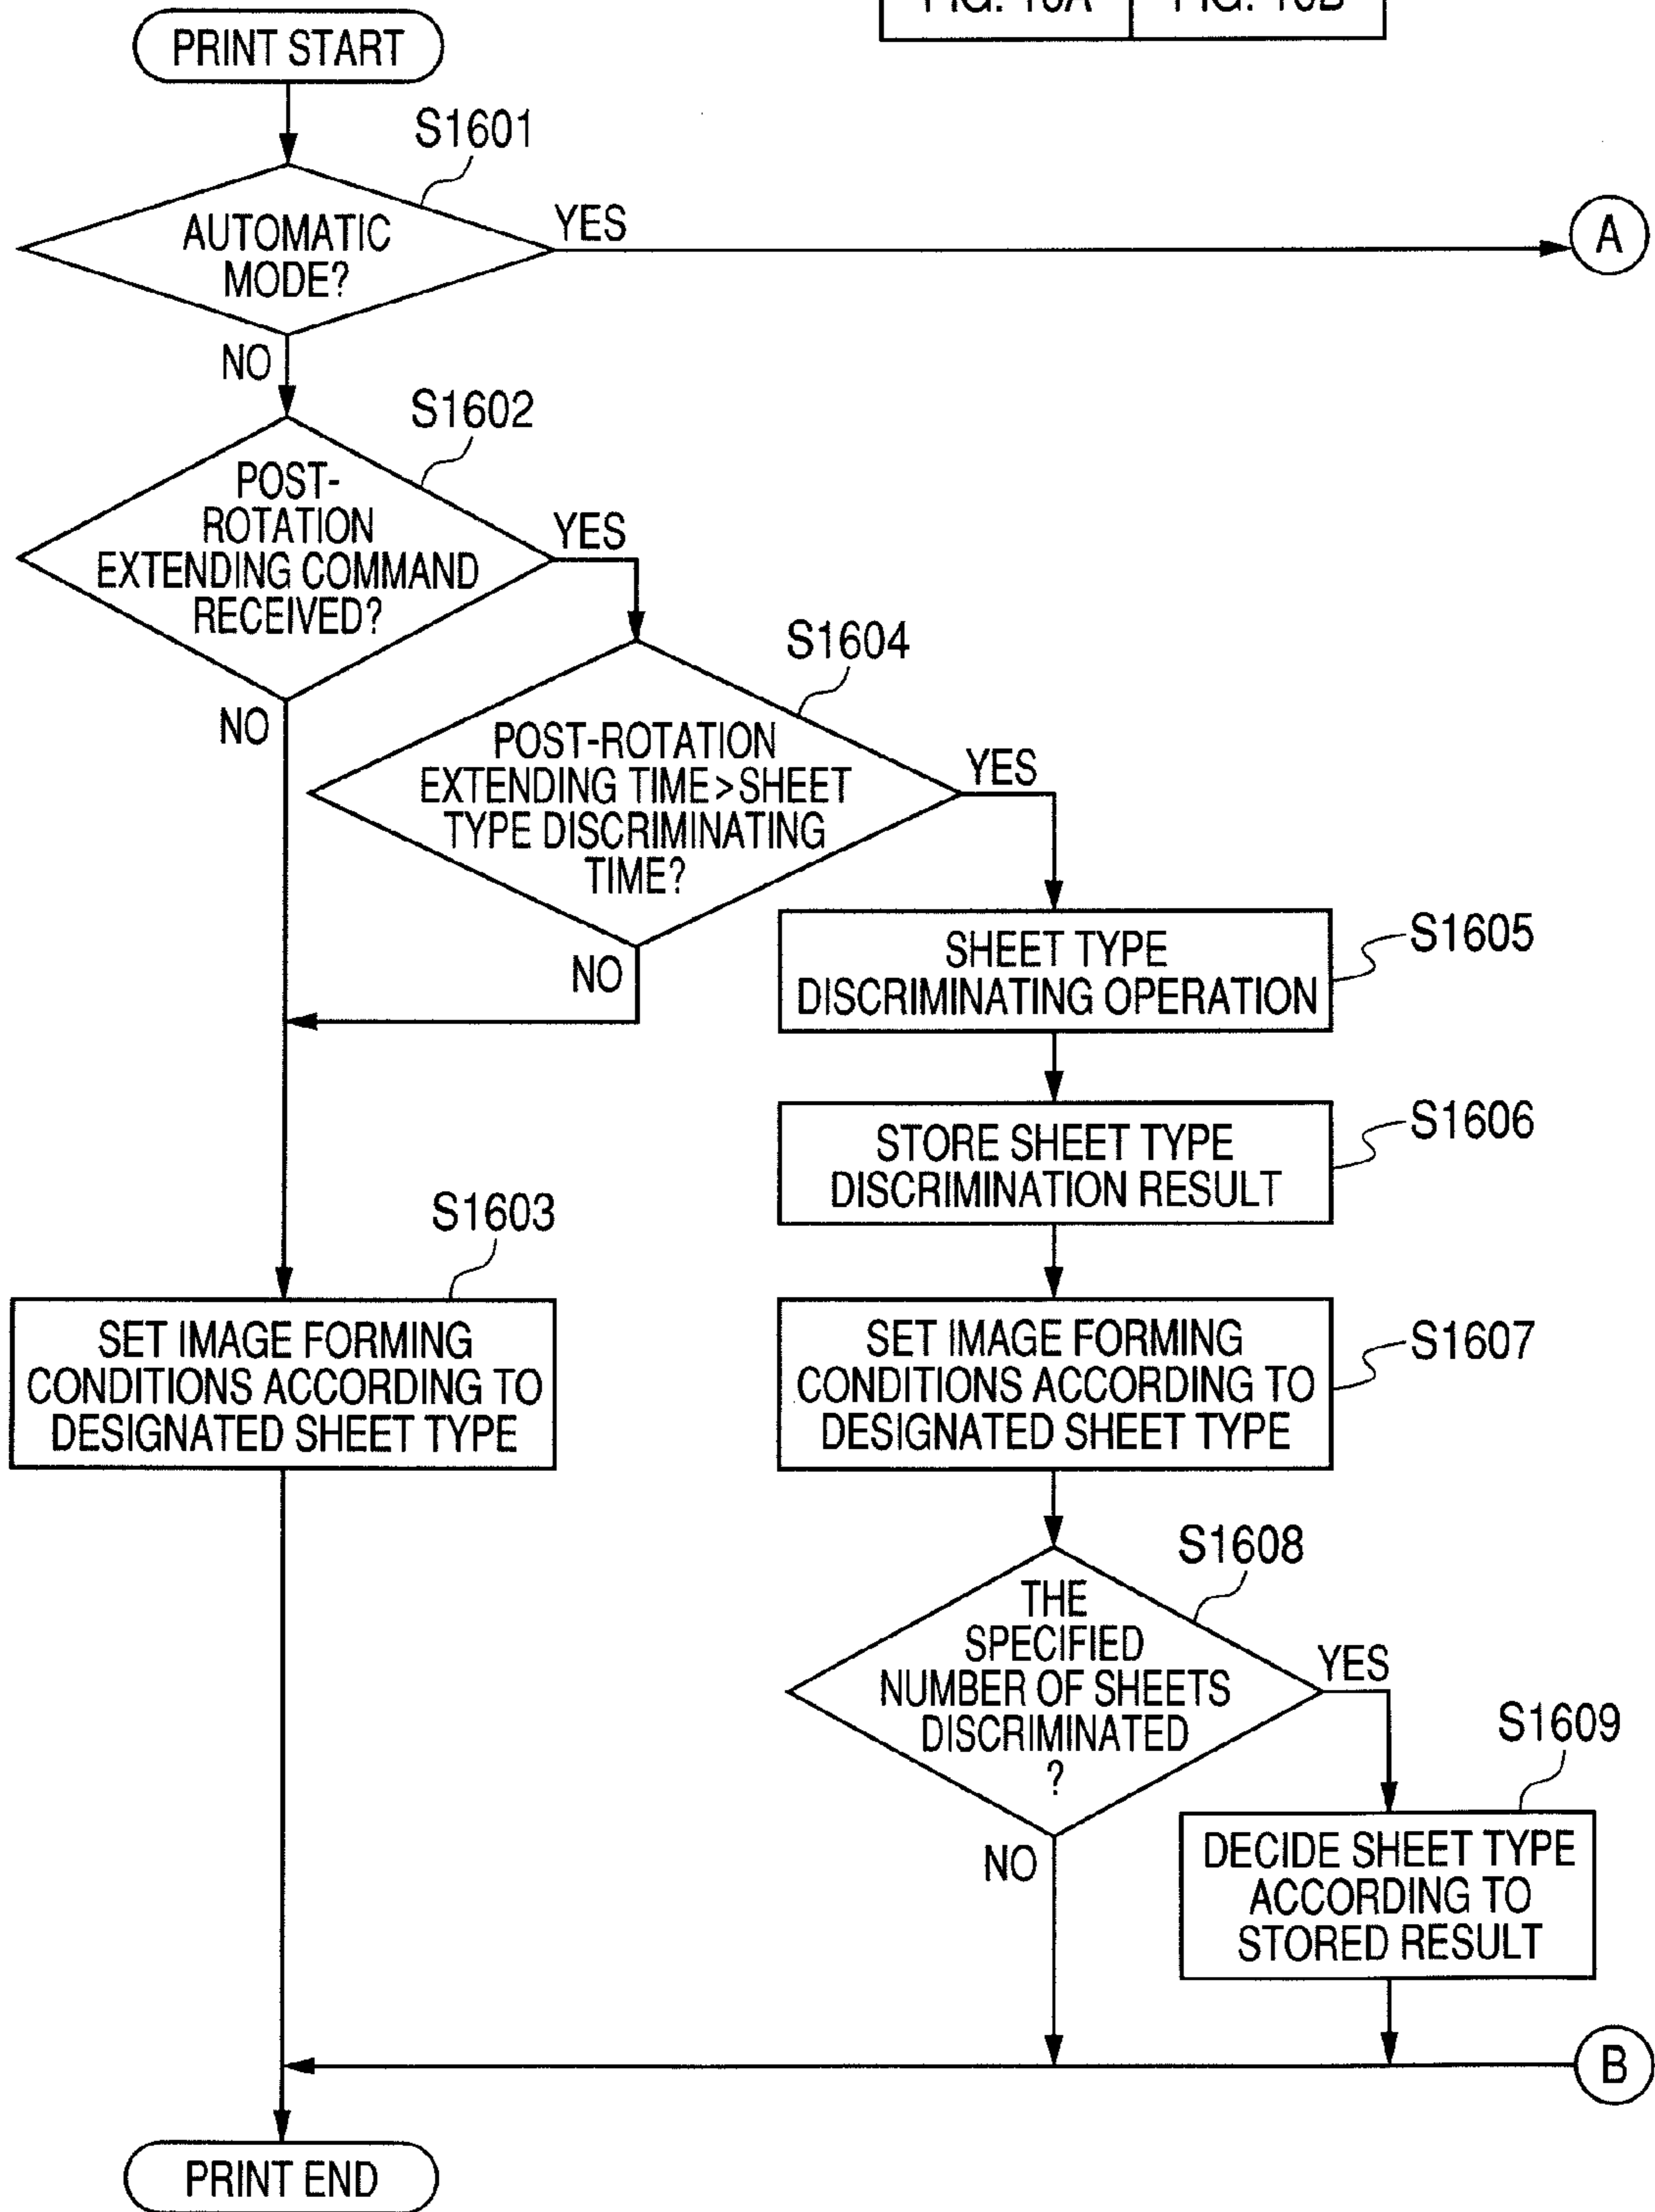 FIG. 16A FIG. 16B
PRINT START
S1601
AUTOMATIC
MODE?
YES
A
NO
S1602
POST-
ROTATION
EXTENDING COMMAND
RECEIVED?
YES
NO
S1604
POST-ROTATION
EXTENDING TIME>SHEET
TYPE DISCRIMINATING
TIME?
YES
NO
SHEET TYPE
DISCRIMINATING OPERATION
S1605
STORE SHEET TYPE
DISCRIMINATION RESULT
S1606
S1603
SET IMAGE FORMING
CONDITIONS ACCORDING TO
DESIGNATED SHEET TYPE
SET IMAGE FORMING
CONDITIONS ACCORDING TO
DESIGNATED SHEET TYPE
S1607
S1608
THE
SPECIFIED
NUMBER OF SHEETS
DISCRIMINATED
?
YES
NO
S1609
DECIDE SHEET TYPE
ACCORDING TO
STORED RESULT
B
PRINT END